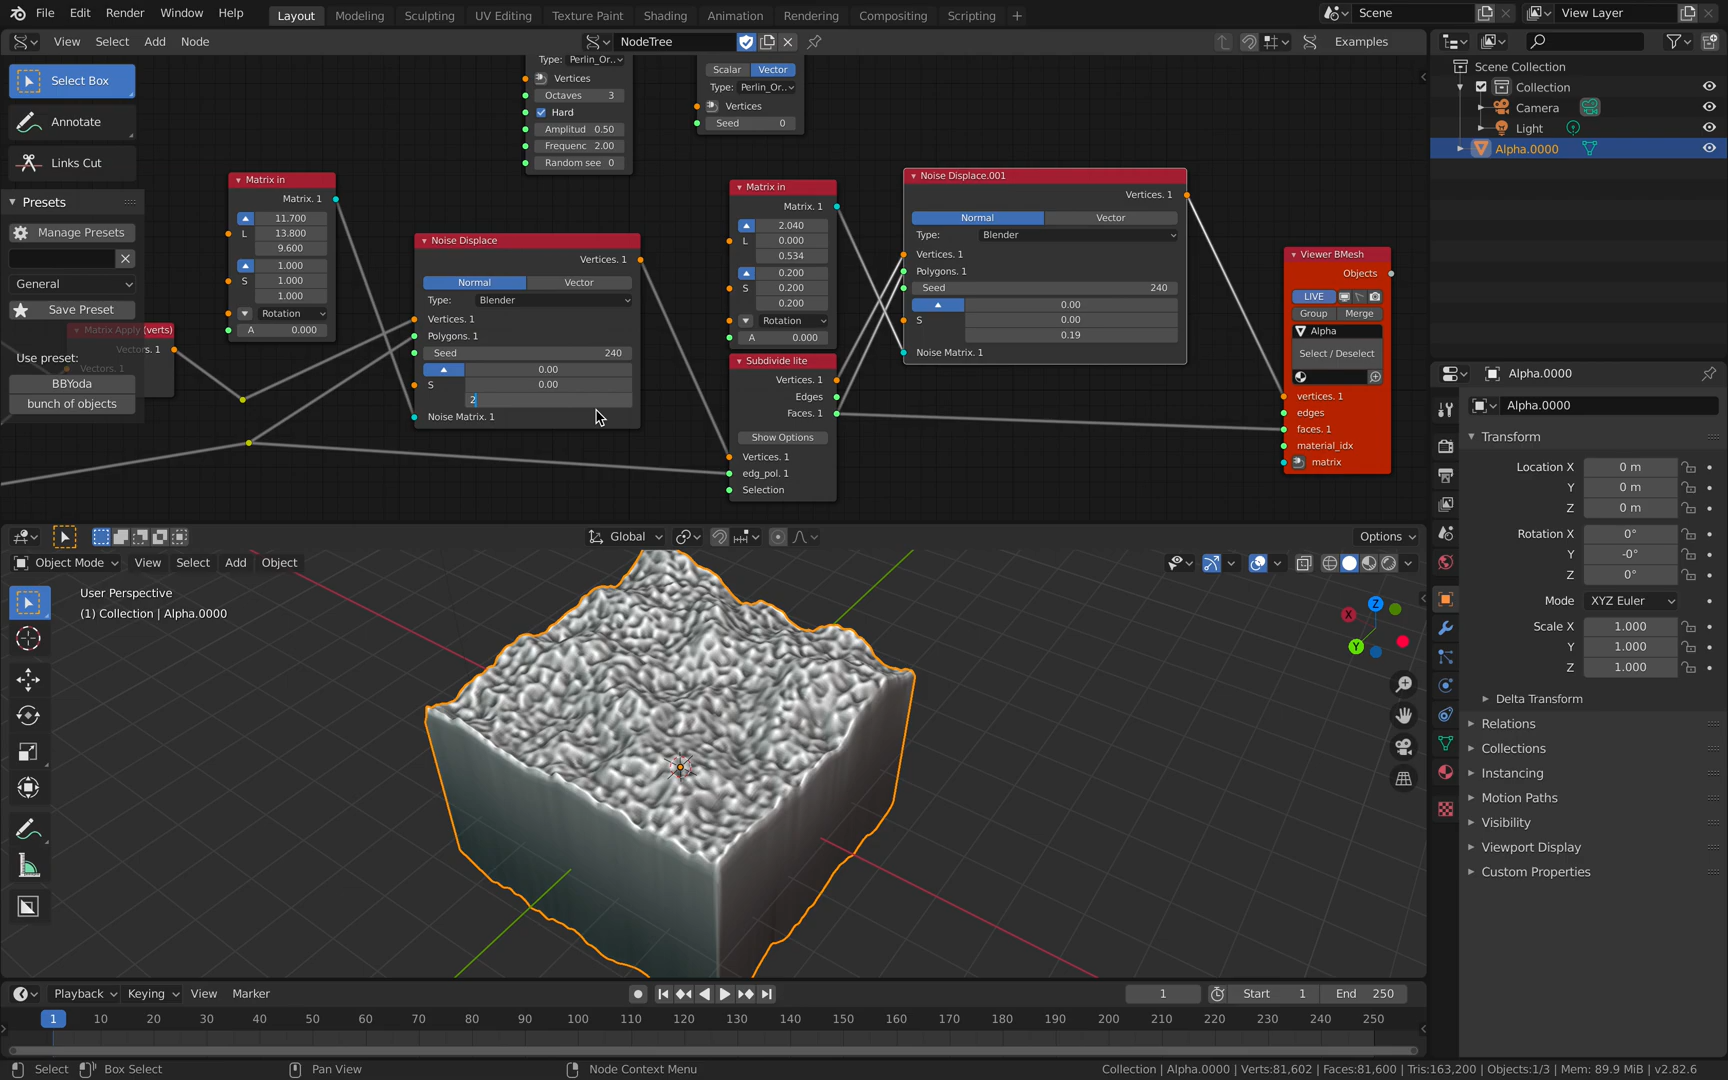 File Edit Render Window Help Layout Modeling Sculpting UV Editing Texture Paint Shading Animation Rendering Compositing Scripting + Scene View Layer
View Select Add Node NodeTree Examples
Select Box
Annotate
Links Cut
Presets
Manage Presets
General
Save Preset
Use preset:
BBYoda
bunch of objects
Matrix Apply (verts)
Vectors. 1
Matrix in
Matrix. 1
11.700
L 13.800
9.600
1.000
S 1.000
1.000
Rotation
A 0.000
Type: Perlin_Or..
Vertices
Octaves 3
Hard
Amplitud 0.50
Frequenc 2.00
Random see 0
Scalar Vector
Type: Perlin_Or..
Vertices
Seed 0
Noise Displace
Vertices. 1
Normal Vector
Type: Blender
Vertices. 1
Polygons. 1
Seed 240
0.00
S 0.00
2
Noise Matrix. 1
Matrix in
Matrix. 1
2.040
L 0.000
0.534
0.200
S 0.200
0.200
Rotation
A 0.000
Subdivide lite
Vertices. 1
Edges
Faces. 1
Show Options
Vertices. 1
edg_pol. 1
Selection
Noise Displace.001
Vertices. 1
Normal Vector
Type: Blender
Vertices. 1
Polygons. 1
Seed 240
0.00
S 0.00
0.19
Noise Matrix. 1
Viewer BMesh
Objects
LIVE
Group Merge
Alpha
Select / Deselect
vertices. 1
edges
faces. 1
material_idx
matrix
Global Options
Object Mode View Select Add Object
User Perspective
(1) Collection | Alpha.0000
X
Y
Z
Playback Keying View Marker 1 Start 1 End 250
1 10 20 30 40 50 60 70 80 90 100 110 120 130 140 150 160 170 180 190 200 210 220 230 240 250
Select Box Select Pan View Node Context Menu Collection | Alpha.0000 | Verts:81,602 | Faces:81,600 | Tris:163,200 | Objects:1/3 | Mem: 89.9 MiB | v2.82.6
Scene Collection
Collection
Camera
Light
Alpha.0000
Alpha.0000
Alpha.0000
Transform
Location X 0 m
Y 0 m
Z 0 m
Rotation X 0°
Y -0°
Z 0°
Mode XYZ Euler
Scale X 1.000
Y 1.000
Z 1.000
Delta Transform
Relations
Collections
Instancing
Motion Paths
Visibility
Viewport Display
Custom Properties